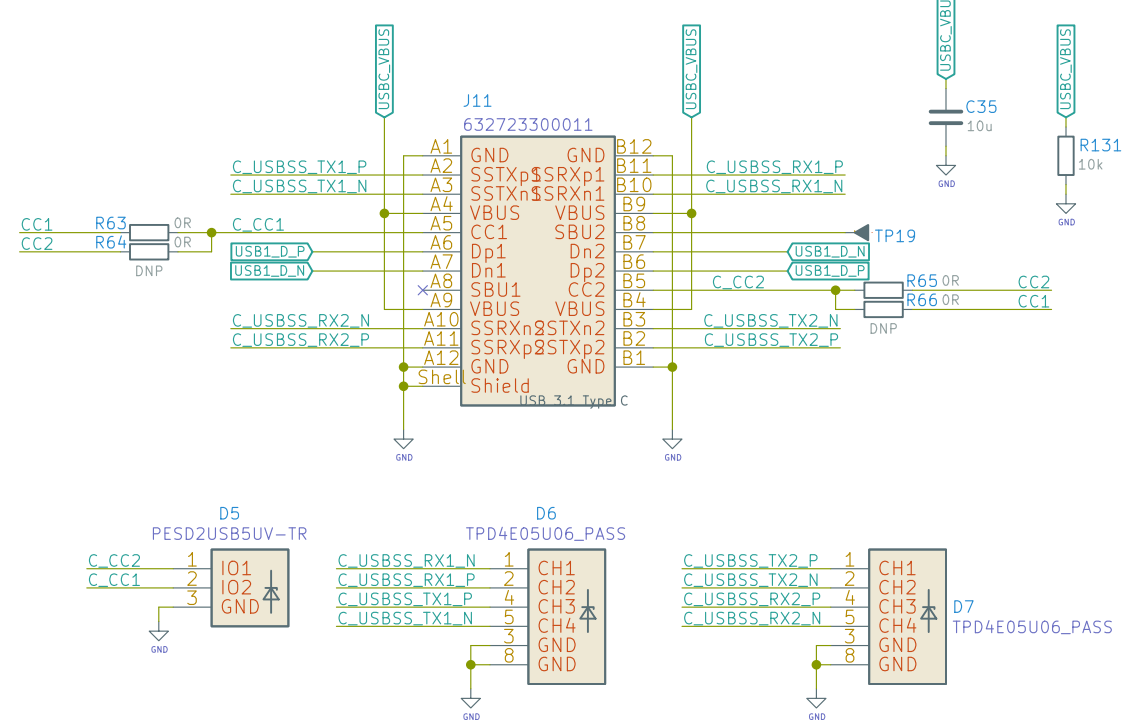 USBC_VBUS
USBC_VBUS
USBC_VBUS
USBC_VBUS
C35
10u
GND
R131
10k
GND
J11
632723300011
A1 GND GND B12
C_USBSS_TX1_P A2 SSTXp1 SSRXp1 B11 C_USBSS_RX1_P
C_USBSS_TX1_N A3 SSTXn1 SSRXn1 B10 C_USBSS_RX1_N
A4 VBUS VBUS B9
CC1 R63 0R C_CC1 A5 CC1 SBU2 B8 TP19
CC2 R64 0R USB1_D_P A6 Dp1 Dn2 B7 USB1_D_N
DNP USB1_D_N A7 Dn1 Dp2 B6 USB1_D_P
A8 SBU1 CC2 B5 C_CC2 R65 0R CC2
A9 VBUS VBUS B4 R66 0R CC1
C_USBSS_RX2_N A10 SSRXn2 SSTXn2 B3 C_USBSS_TX2_N DNP
C_USBSS_RX2_P A11 SSRXp2 SSTXp2 B2 C_USBSS_TX2_P
A12 GND GND B1
Shell Shield
USB 3.1 Type C
GND
GND
D5
PESD2USB5UV-TR
C_CC2 1 IO1
C_CC1 2 IO2
3 GND
GND
D6
TPD4E05U06_PASS
C_USBSS_RX1_N 1 CH1
C_USBSS_RX1_P 2 CH2
C_USBSS_TX1_P 4 CH3
C_USBSS_TX1_N 5 CH4
3 GND
8 GND
GND
C_USBSS_TX2_P 1 CH1
C_USBSS_TX2_N 2 CH2
C_USBSS_RX2_P 4 CH3
C_USBSS_RX2_N 5 CH4
3 GND
8 GND
D7
TPD4E05U06_PASS
GND